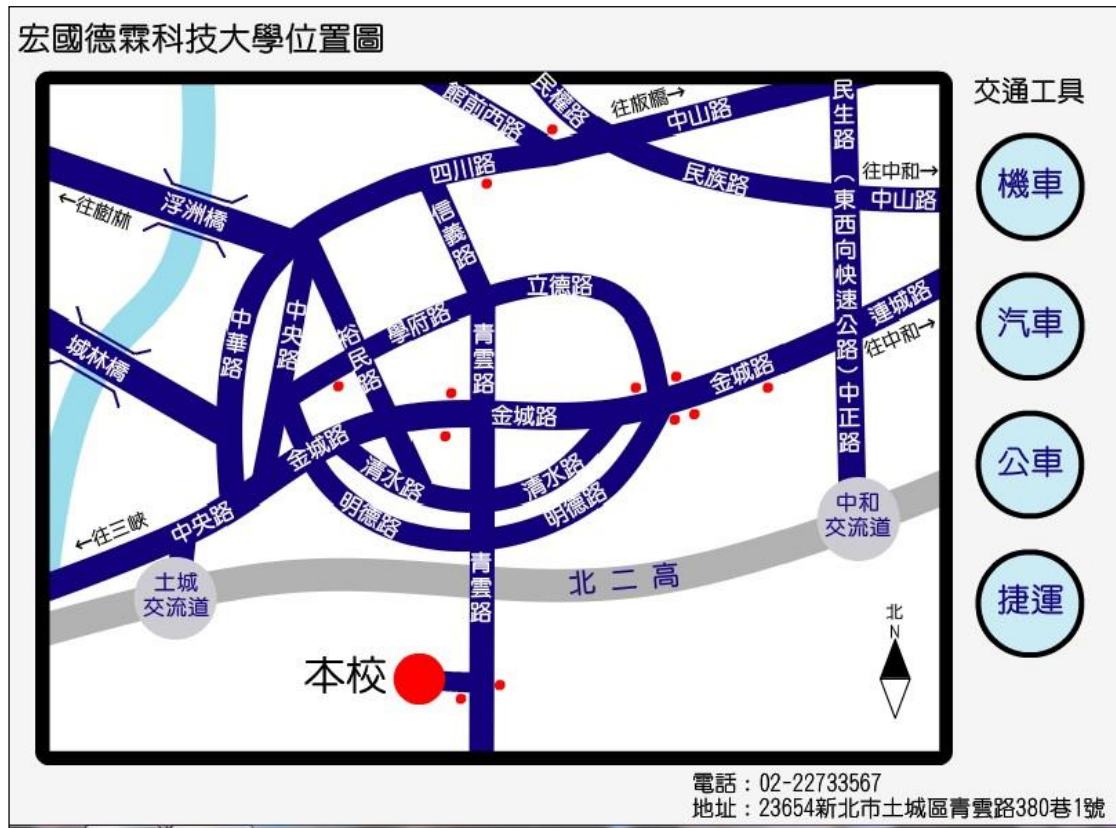 宏國德霖科技大學位置圖
交通工具
機車
汽車
公車
捷運
館前西路
民權路
往板橋→
中山路
民生路（東西向快速公路）中正路
四川路
民族路
往中和→
中山路
浮洲橋
←往樹林
信義路
立德路
連城路
往中和→
中華路
中央路
裕民路
學府路
青雲路
城林橋
金城路
金城路
金城路
清水路
清水路
明德路
明德路
中央路
←往三峽
中和
交流道
土城
交流道
北二高
青雲路
北
N
本校
電話：02-22733567
地址：23654新北市土城區青雲路380巷1號